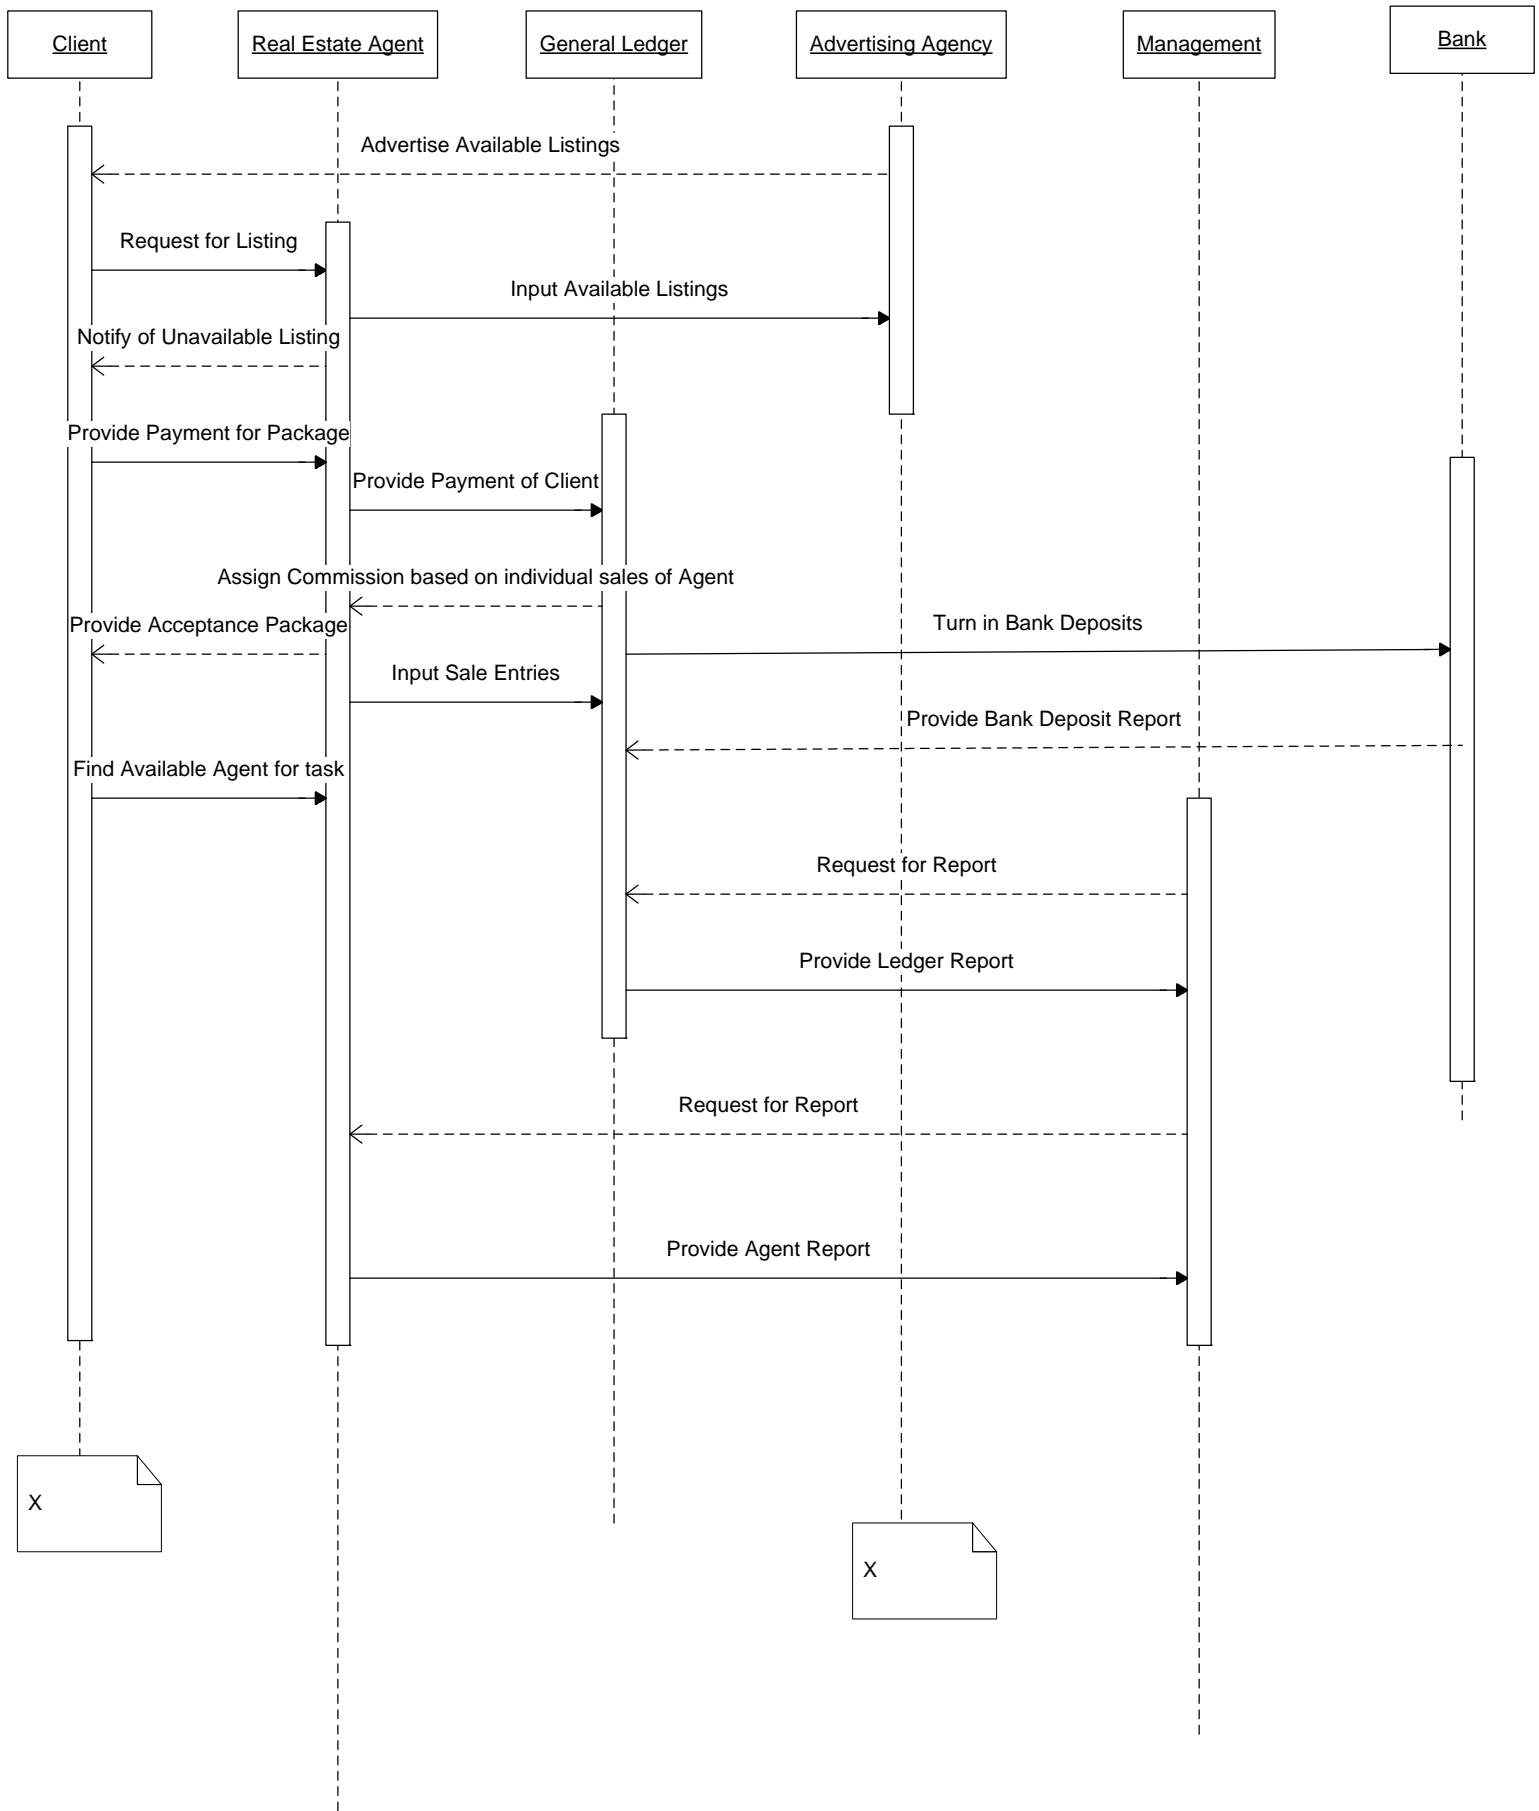 Client
Real Estate Agent
General Ledger
Advertising Agency
Management
Bank
Advertise Available Listings
Request for Listing
Input Available Listings
Notify of Unavailable Listing
Provide Payment for Package
Provide Payment of Client
Assign Commission based on individual sales of Agent
Provide Acceptance Package
Turn in Bank Deposits
Input Sale Entries
Provide Bank Deposit Report
Find Available Agent for task
Request for Report
Provide Ledger Report
Request for Report
Provide Agent Report
X
X